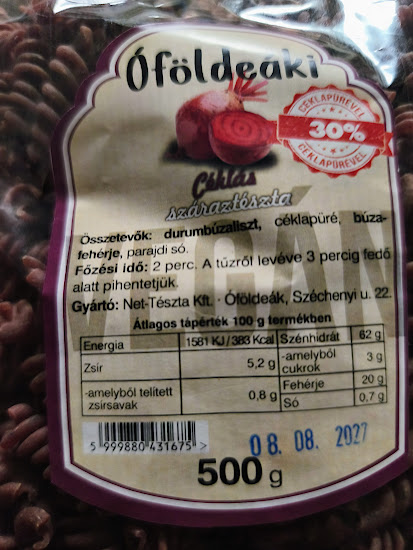 Óföldeáki
CÉKLAPÜRÉVEL
30%
CÉKLAPÜRÉVEL
Céklás
száraztészta
VEGÁN
Összetevők: durumbúzaliszt, céklapüré, búza-
fehérje, parajdi só.
Főzési idő: 2 perc. A tűzről levéve 3 percig fedő
alatt pihentetjük.
Gyártó: Net-Tészta Kft. · Óföldeák, Széchenyi u. 22.
Átlagos tápérték 100 g termékben
Energia 1581 KJ/383 Kcal
Zsír 5,2 g
-amelyből telített
zsírsavak 0,8 g
Szénhidrát 62 g
-amelyből
cukrok 3 g
Fehérje 20 g
Só 0,7 g
5 999880 431675 >
08. 08. 2027
500 g